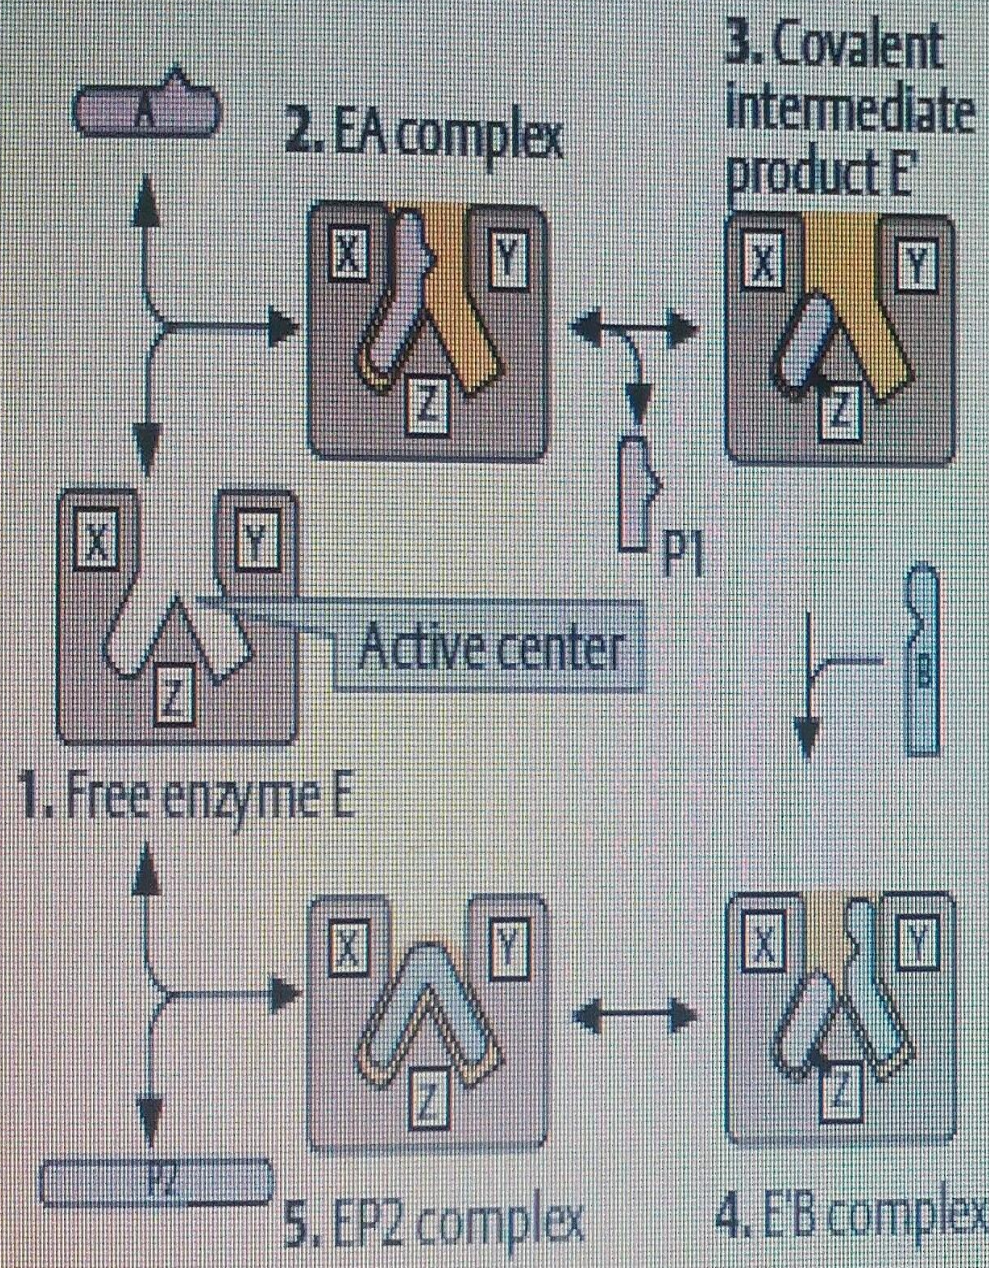 3. Covalent
intermediate
product E'
A
2. EA complex
X
Y
Z
X
Y
Z
P1
X
Y
Z
Active center
B
1. Free enzyme E
X
Y
Z
X
Y
Z
P2
5. EP2 complex
4. E'B complex